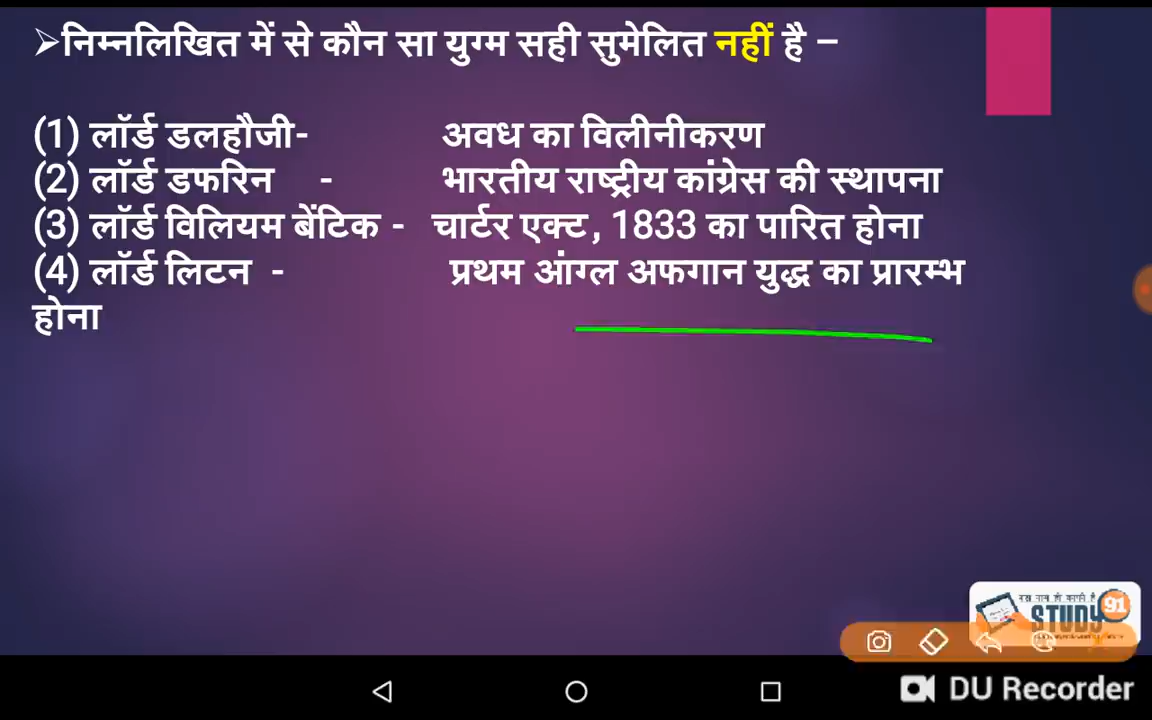 ➢निम्नलिखित में से कौन सा युग्म सही सुमेलित नहीं है –
(1) लॉर्ड डलहौजी- अवध का विलीनीकरण
(2) लॉर्ड डफरिन - भारतीय राष्ट्रीय कांग्रेस की स्थापना
(3) लॉर्ड विलियम बेंटिक - चार्टर एक्ट, 1833 का पारित होना
(4) लॉर्ड लिटन - प्रथम आंग्ल अफगान युद्ध का प्रारम्भ
होना
STUDY 91
DU Recorder